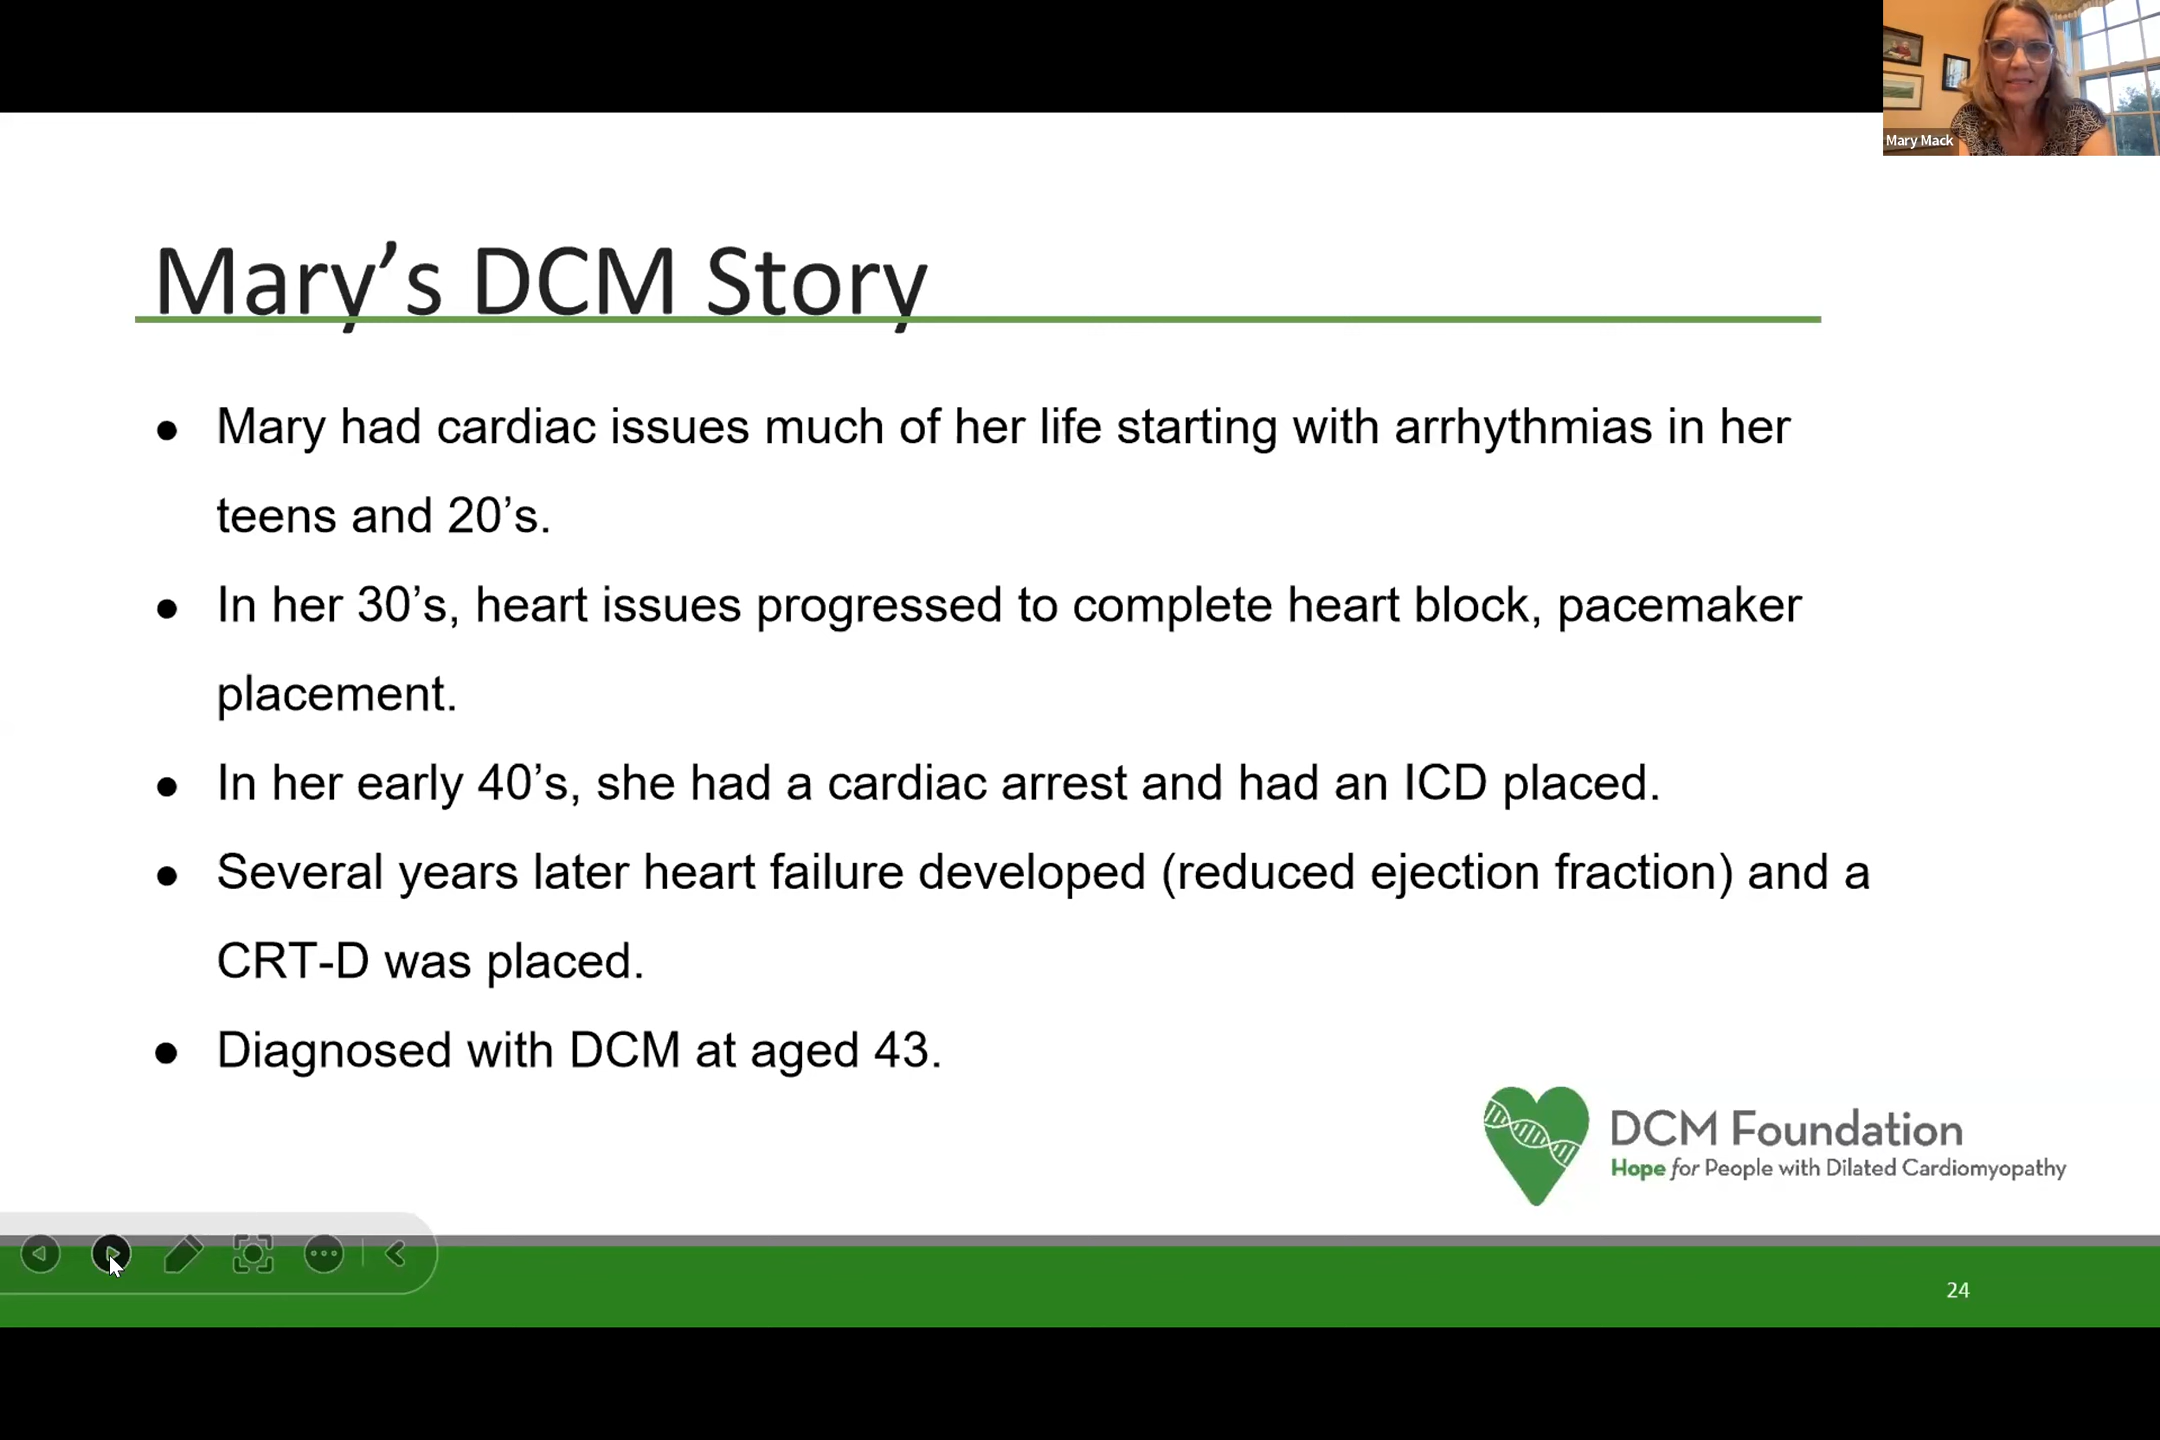 Mary Mack
Mary’s DCM Story
● Mary had cardiac issues much of her life starting with arrhythmias in her
teens and 20’s.
● In her 30’s, heart issues progressed to complete heart block, pacemaker
placement.
● In her early 40’s, she had a cardiac arrest and had an ICD placed.
● Several years later heart failure developed (reduced ejection fraction) and a
CRT-D was placed.
● Diagnosed with DCM at aged 43.
DCM Foundation
Hope for People with Dilated Cardiomyopathy
24